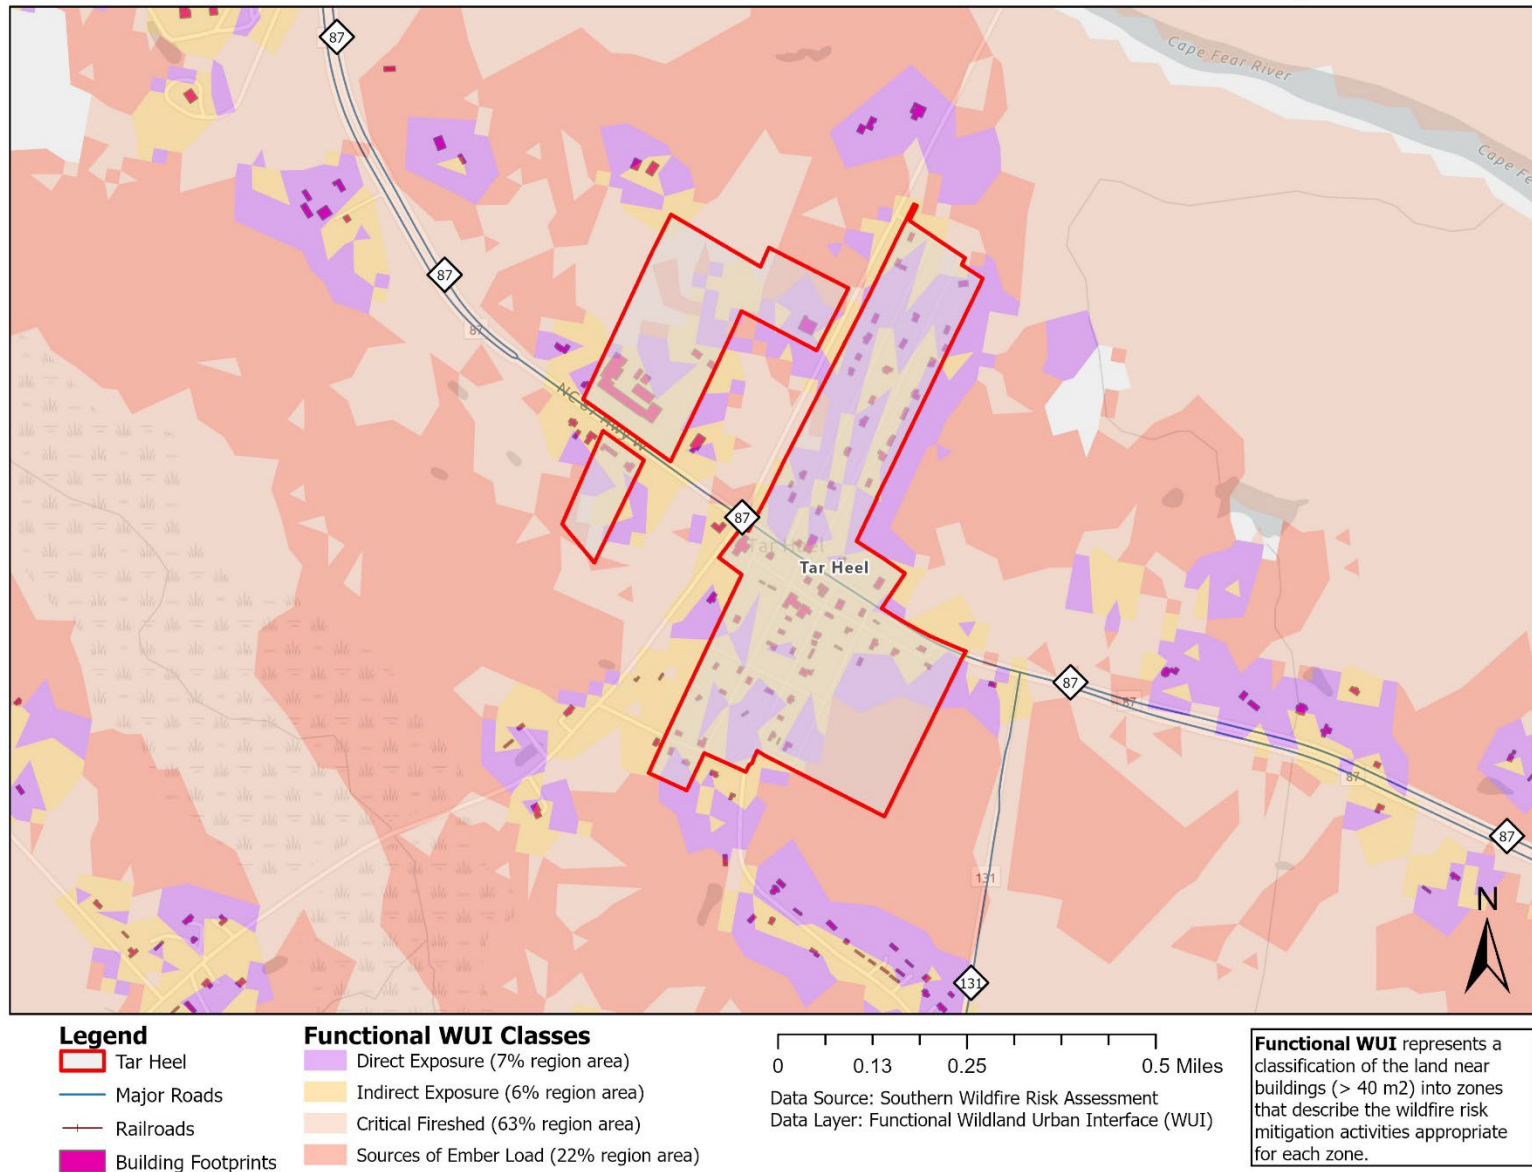 87
Cape Fear River
Cape Fe
87
87
NC 87 HWY W
87
Tar Heel
Tar Heel
87
87
87
87
131
131
N
Legend
Tar Heel
Major Roads
Railroads
Building Footprints
Functional WUI Classes
Direct Exposure (7% region area)
Indirect Exposure (6% region area)
Critical Fireshed (63% region area)
Sources of Ember Load (22% region area)
0 0.13 0.25 0.5 Miles
Data Source: Southern Wildfire Risk Assessment
Data Layer: Functional Wildland Urban Interface (WUI)
Functional WUI represents a
classification of the land near
buildings (> 40 m2) into zones
that describe the wildfire risk
mitigation activities appropriate
for each zone.